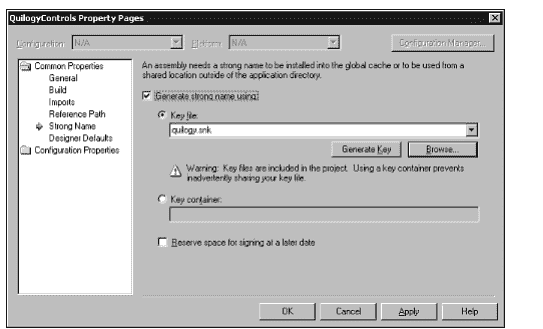 QuilogyControls Property Pages
Configuration: N/A Platform: N/A Configuration Manager...
Common Properties
General
Build
Imports
Reference Path
Strong Name
Designer Defaults
Configuration Properties
An assembly needs a strong name to be installed into the global cache or to be used from a
shared location outside of the application directory.
Generate strong name using:
Key file:
quilogy.snk
Generate Key Browse...
Warning: Key files are included in the project. Using a key container prevents
inadvertently sharing your key file.
Key container:
Reserve space for signing at a later date
OK Cancel Apply Help